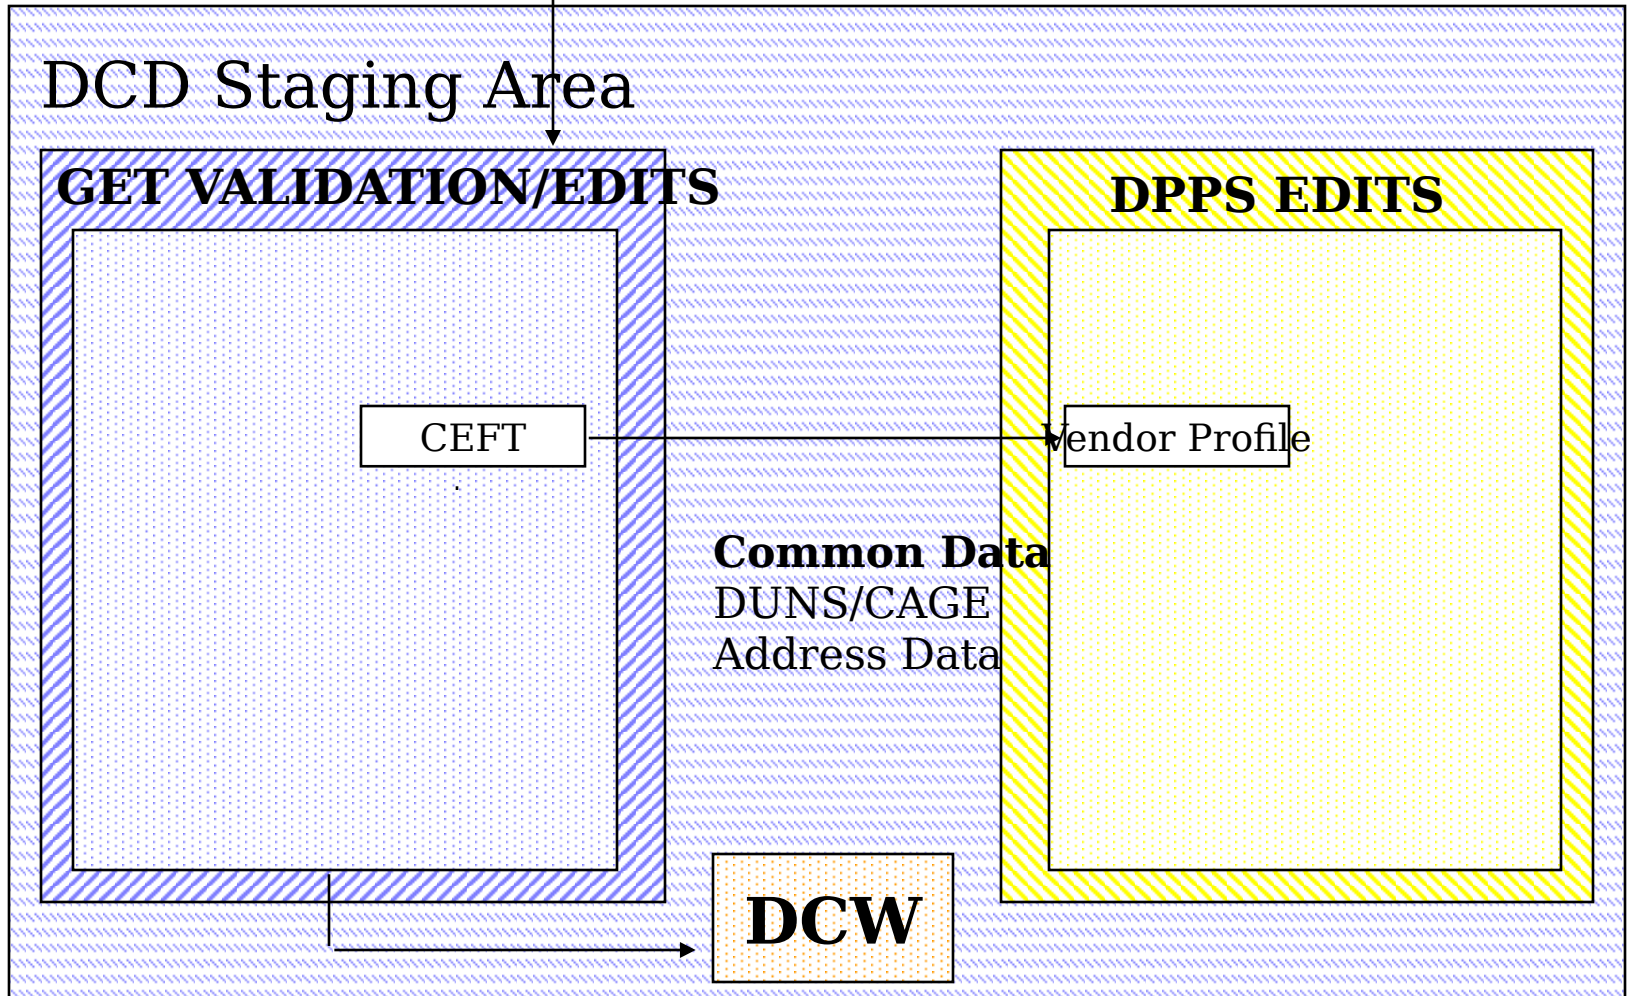 DCD Staging Area
GET VALIDATION/EDITS
DPPS EDITS
CEFT
Vendor Profile
.
Common Data
DUNS/CAGE
Address Data
DCW